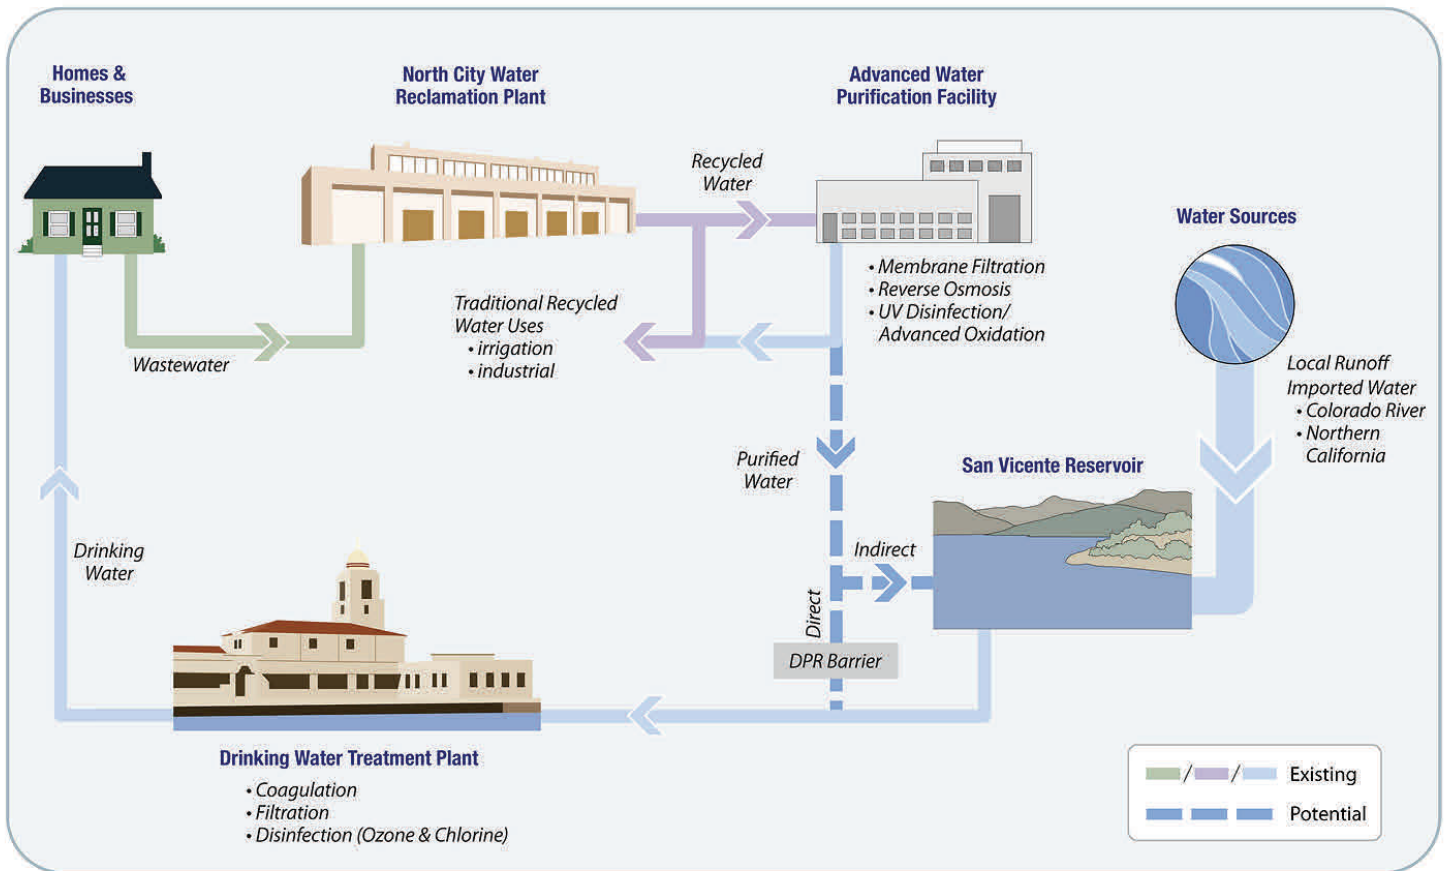 Homes &
Businesses
North City Water
Reclamation Plant
Advanced Water
Purification Facility
Recycled
Water
Water Sources
• Membrane Filtration
• Reverse Osmosis
• UV Disinfection/
Advanced Oxidation
Traditional Recycled
Water Uses
• irrigation
• industrial
Wastewater
Local Runoff
Imported Water
• Colorado River
• Northern
California
Purified
Water
San Vicente Reservoir
Drinking
Water
Indirect
Direct
DPR Barrier
Drinking Water Treatment Plant
• Coagulation
• Filtration
• Disinfection (Ozone & Chlorine)
/ / Existing
Potential